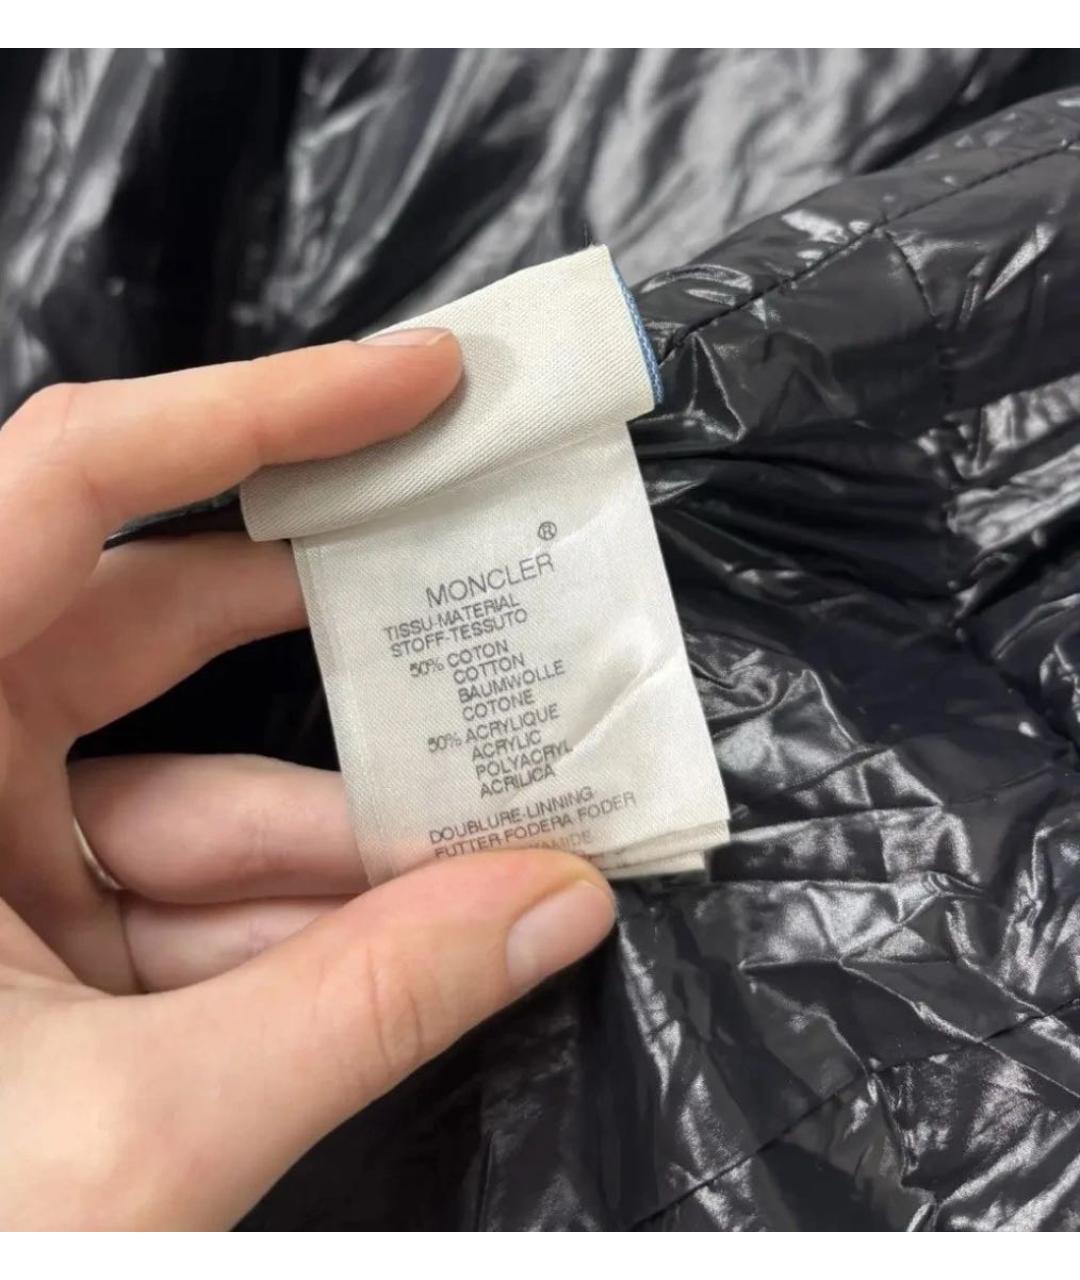 ®
MONCLER
TISSU-MATERIAL
STOFF-TESSUTO
50% COTON
COTTON
BAUMWOLLE
COTONE
50% ACRYLIQUE
ACRYLIC
POLYACRYL
ACRILICA
DOUBLURE-LINNING
FUTTER-FODERA FODER